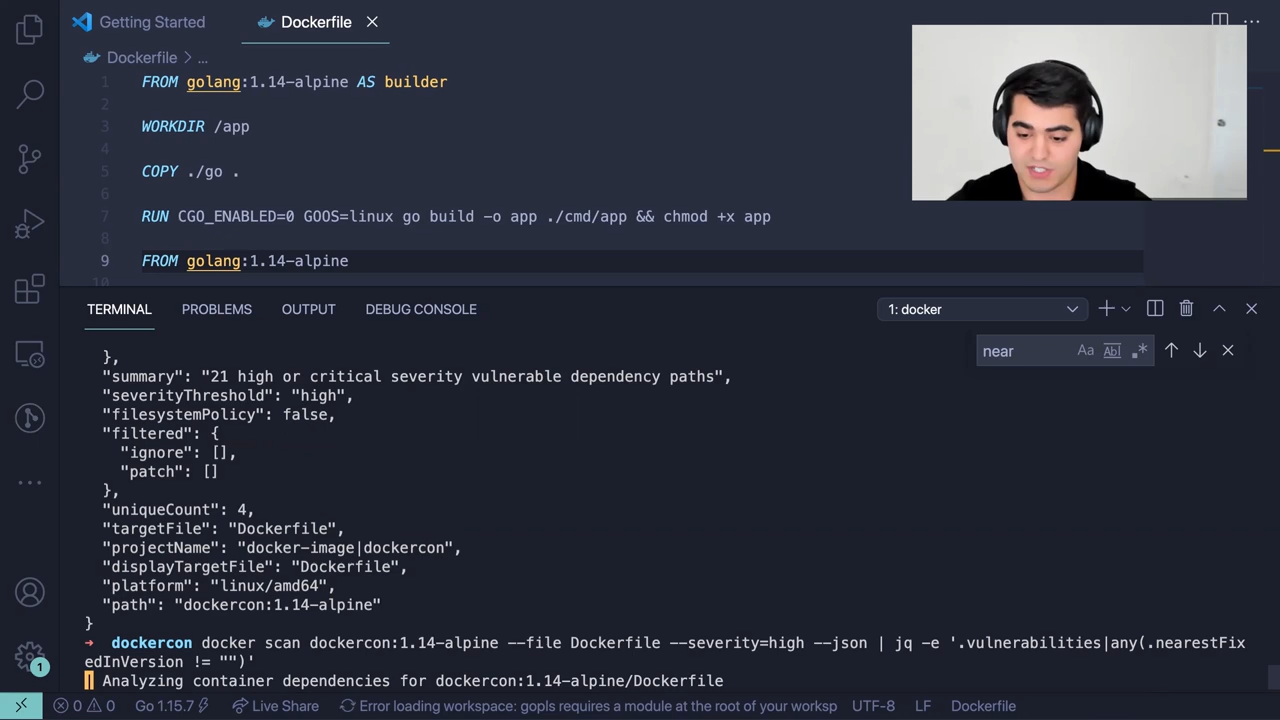 Getting Started
Dockerfile
Dockerfile > ...
1 FROM golang:1.14-alpine AS builder
2
3 WORKDIR /app
4
5 COPY ./go .
6
7 RUN CGO_ENABLED=0 GOOS=linux go build -o app ./cmd/app && chmod +x app
8
9 FROM golang:1.14-alpine
10
TERMINAL PROBLEMS OUTPUT DEBUG CONSOLE 1: docker
near Aa Abl .*
},
"summary": "21 high or critical severity vulnerable dependency paths",
"severityThreshold": "high",
"filesystemPolicy": false,
"filtered": {
"ignore": [],
"patch": []
},
"uniqueCount": 4,
"targetFile": "Dockerfile",
"projectName": "docker-image|dockercon",
"displayTargetFile": "Dockerfile",
"platform": "linux/amd64",
"path": "dockercon:1.14-alpine"
}
➜ dockercon docker scan dockercon:1.14-alpine --file Dockerfile --severity=high --json | jq -e '.vulnerabilities|any(.nearestFix
edInVersion != "")'
Analyzing container dependencies for dockercon:1.14-alpine/Dockerfile
1
0 0 Go 1.15.7 Live Share Error loading workspace: gopls requires a module at the root of your worksp UTF-8 LF Dockerfile